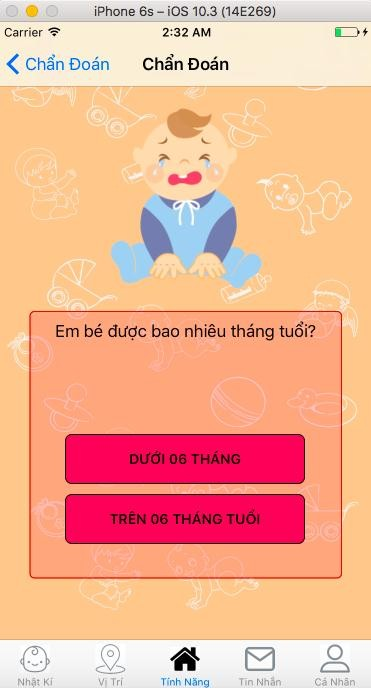 iPhone 6s – iOS 10.3 (14E269)
Carrier 2:32 AM
Chẩn Đoán Chẩn Đoán
Em bé được bao nhiêu tháng tuổi?
DƯỚI 06 THÁNG
TRÊN 06 THÁNG TUỔI
Nhật Kí Vị Trí Tính Năng Tin Nhắn Cá Nhân